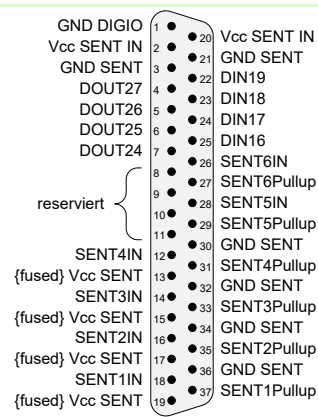 GND DIGIO 1
Vcc SENT IN 2
GND SENT 3
DOUT27 4
DOUT26 5
DOUT25 6
DOUT24 7
8
9
reserviert
10
11
SENT4IN 12
{fused} Vcc SENT 13
SENT3IN 14
{fused} Vcc SENT 15
SENT2IN 16
{fused} Vcc SENT 17
SENT1IN 18
{fused} Vcc SENT 19
20 Vcc SENT IN
21 GND SENT
22 DIN19
23 DIN18
24 DIN17
25 DIN16
26 SENT6IN
27 SENT6Pullup
28 SENT5IN
29 SENT5Pullup
30 GND SENT
31 SENT4Pullup
32 GND SENT
33 SENT3Pullup
34 GND SENT
35 SENT2Pullup
36 GND SENT
37 SENT1Pullup